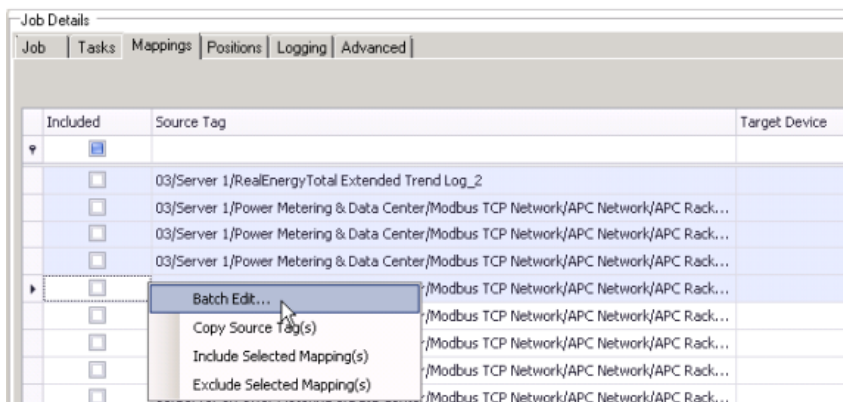 Job Details
Job Tasks Mappings Positions Logging Advanced
Included Source Tag Target Device
03/Server 1/RealEnergyTotal Extended Trend Log_2
03/Server 1/Power Metering & Data Center/Modbus TCP Network/APC Network/APC Rack...
03/Server 1/Power Metering & Data Center/Modbus TCP Network/APC Network/APC Rack...
03/Server 1/Power Metering & Data Center/Modbus TCP Network/APC Network/APC Rack...
Batch Edit... /Modbus TCP Network/APC Network/APC Rack...
Copy Source Tag(s) /Modbus TCP Network/APC Network/APC Rack...
/Modbus TCP Network/APC Network/APC Rack...
Include Selected Mapping(s) /Modbus TCP Network/APC Network/APC Rack...
Exclude Selected Mapping(s) /Modbus TCP Network/APC Network/APC Rack...